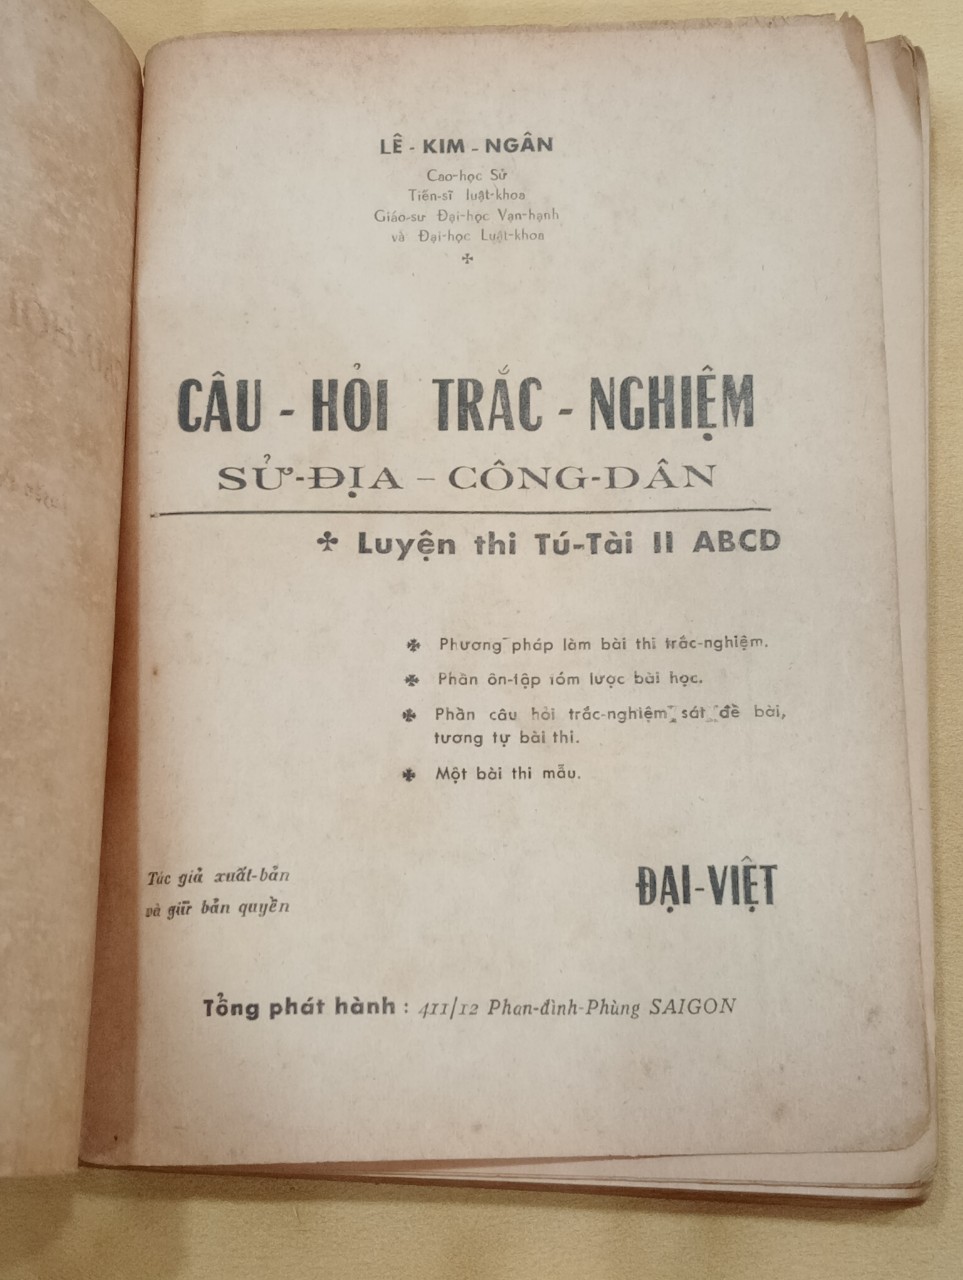 LÊ - KIM - NGÂN
Cao-học Sử
Tiến-sĩ luật-khoa
Giáo-sư Đại-học Vạn-hạnh
và Đại-học Luật-khoa
CÂU - HỎI TRẮC - NGHIỆM
SỬ-ĐỊA - CÔNG-DÂN
Luyện thi Tú-Tài II ABCD
Phương pháp làm bài thi trắc-nghiệm.
Phần ôn-tập tóm lược bài học.
Phần câu hỏi trắc-nghiệm sát đề bài,
tương tự bài thi.
Một bài thi mẫu.
Tác giả xuất-bản
và giữ bản quyền
ĐẠI-VIỆT
Tổng phát hành : 411/12 Phan-đình-Phùng SAIGON